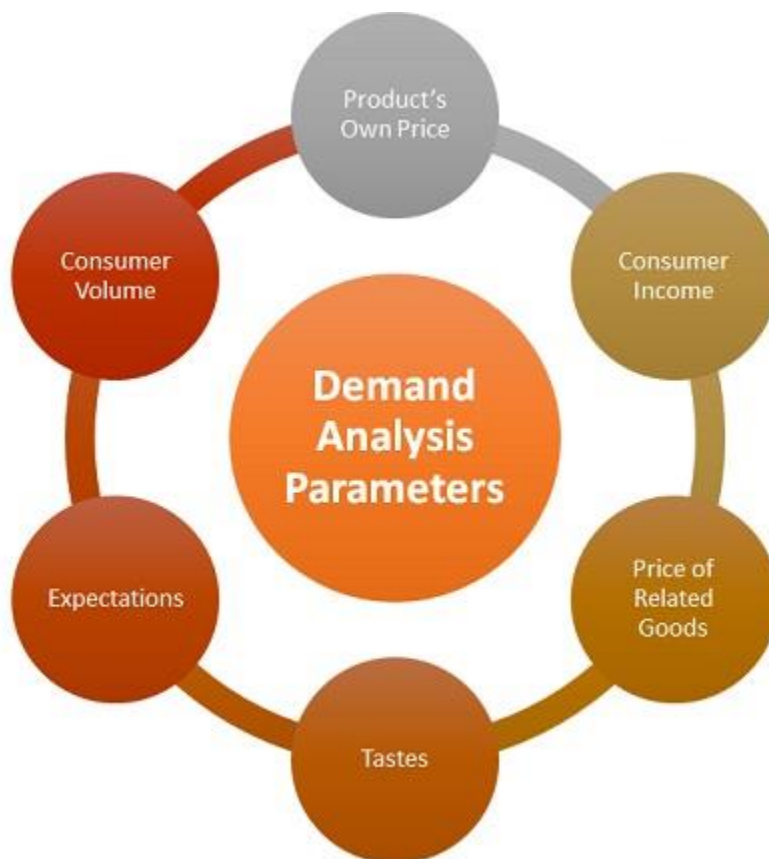 Product's
Own Price
Consumer
Income
Price of
Related
Goods
Tastes
Expectations
Consumer
Volume
Demand
Analysis
Parameters